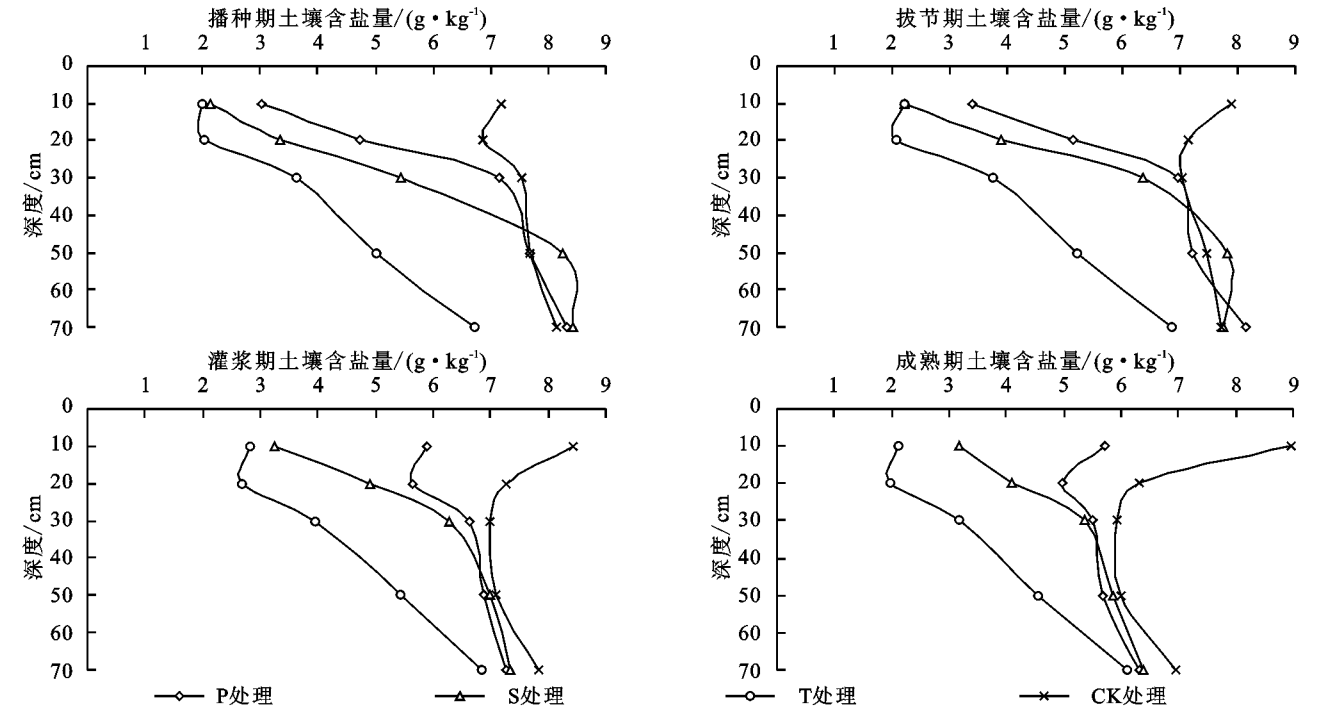 播种期土壤含盐量/(g·kg⁻¹)
1 2 3 4 5 6 7 8 9
0
10
20
30
40
50
60
70
深度/cm
拔节期土壤含盐量/(g·kg⁻¹)
1 2 3 4 5 6 7 8 9
0
10
20
30
40
50
60
70
深度/cm
灌浆期土壤含盐量/(g·kg⁻¹)
1 2 3 4 5 6 7 8 9
0
10
20
30
40
50
60
70
深度/cm
成熟期土壤含盐量/(g·kg⁻¹)
1 2 3 4 5 6 7 8 9
0
10
20
30
40
50
60
70
深度/cm
P处理 S处理 T处理 CK处理